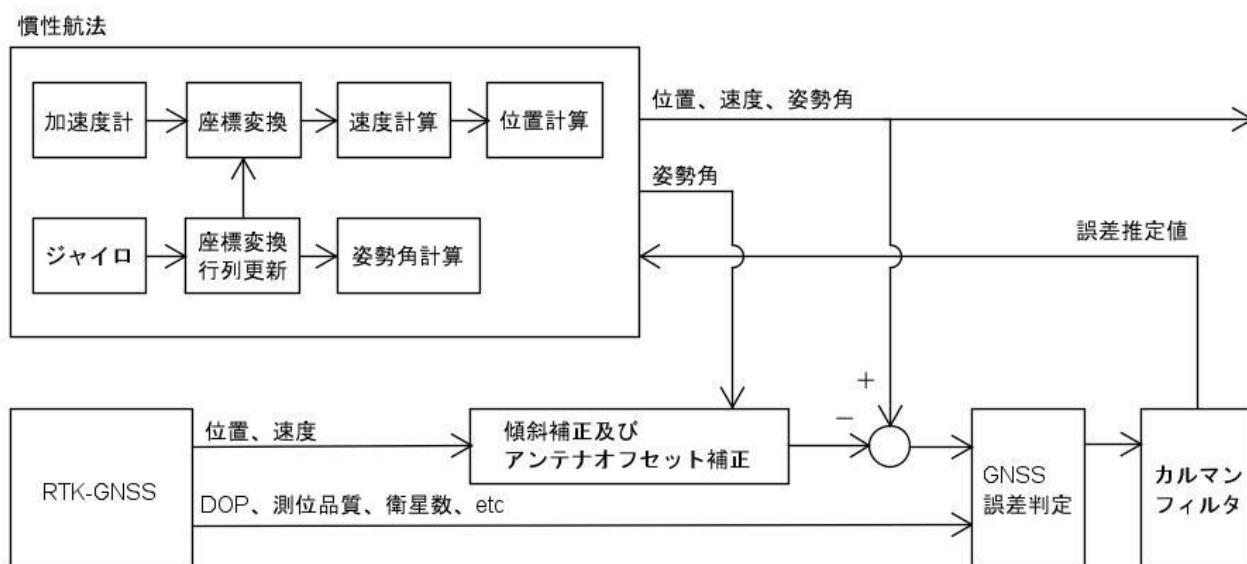 慣性航法
加速度計
座標変換
速度計算
位置計算
位置、速度、姿勢角
姿勢角
ジャイロ
座標変換
行列更新
姿勢角計算
誤差推定値
+
−
RTK-GNSS
位置、速度
DOP、測位品質、衛星数、etc
傾斜補正及び
アンテナオフセット補正
GNSS
誤差判定
カルマン
フィルタ